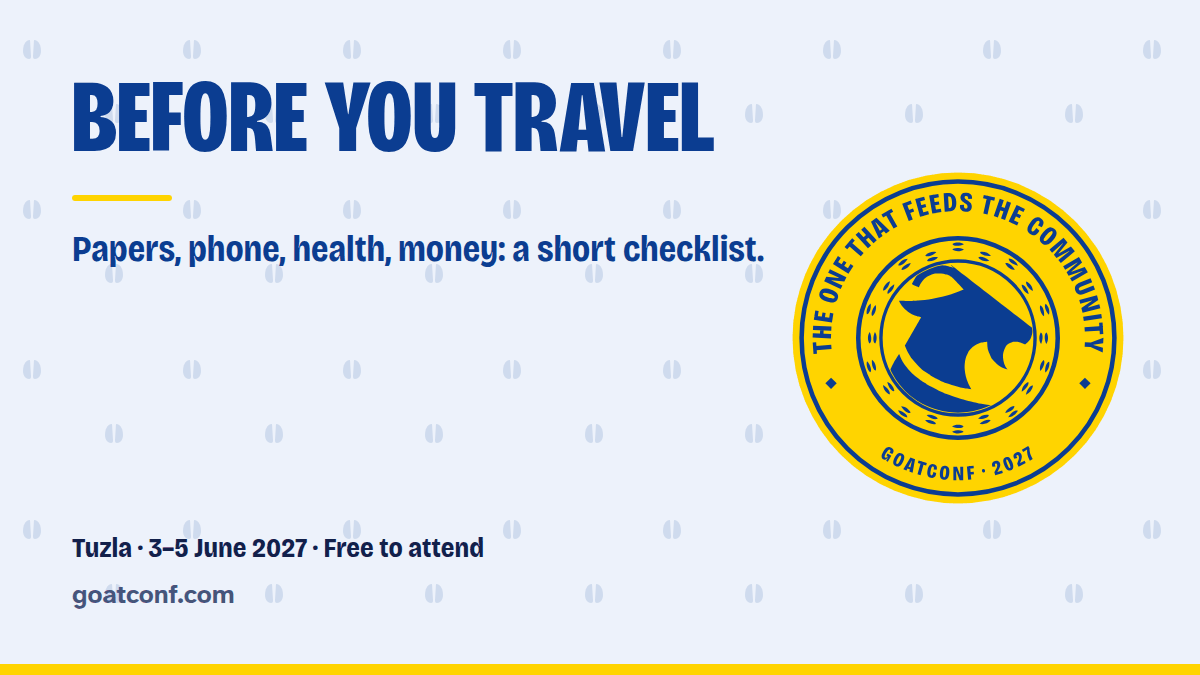 BEFORE YOU TRAVEL
Papers, phone, health, money: a short checklist.
THE ONE THAT FEEDS THE COMMUNITY
GOATCONF · 2027
Tuzla · 3–5 June 2027 · Free to attend
goatconf.com